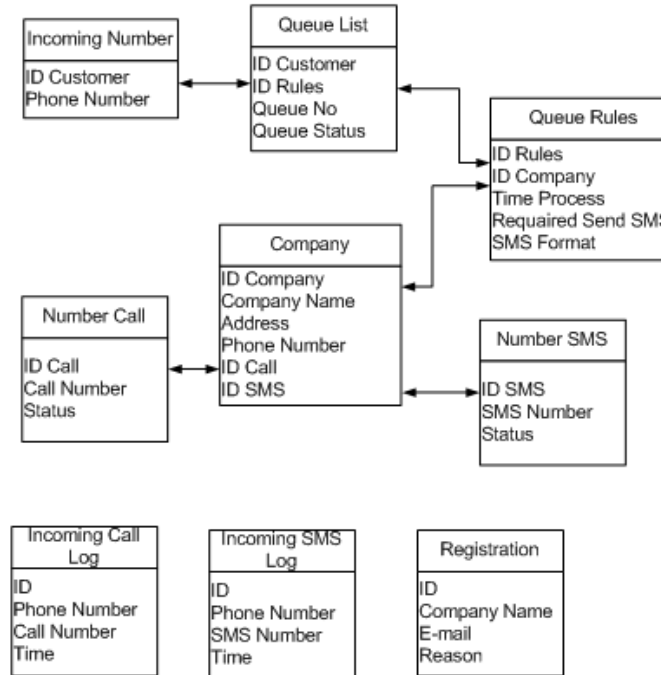 Incoming Number
ID Customer
Phone Number
Queue List
ID Customer
ID Rules
Queue No
Queue Status
Queue Rules
ID Rules
ID Company
Time Process
Requaired Send SMS
SMS Format
Company
ID Company
Company Name
Address
Phone Number
ID Call
ID SMS
Number Call
ID Call
Call Number
Status
Number SMS
ID SMS
SMS Number
Status
Incoming Call
Log
ID
Phone Number
Call Number
Time
Incoming SMS
Log
ID
Phone Number
SMS Number
Time
Registration
ID
Company Name
E-mail
Reason